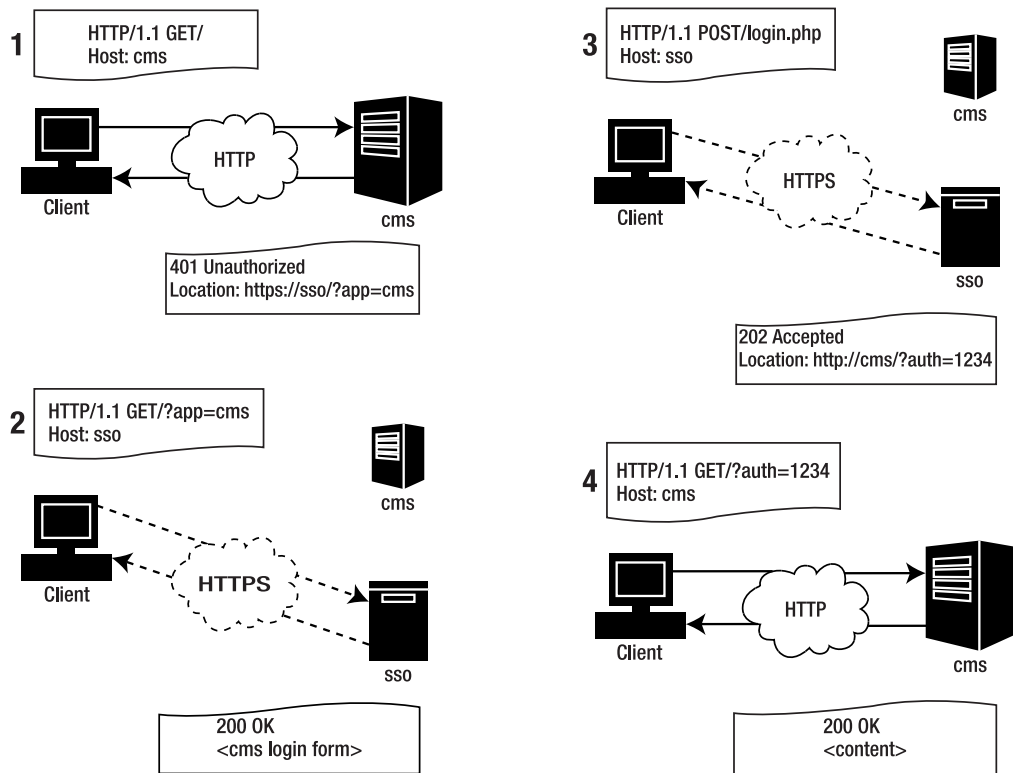 1
HTTP/1.1 GET/
Host: cms
HTTP
Client
cms
401 Unauthorized
Location: https://sso/?app=cms
2
HTTP/1.1 GET/?app=cms
Host: sso
cms
HTTPS
Client
sso
200 OK
<cms login form>
3
HTTP/1.1 POST/login.php
Host: sso
cms
HTTPS
Client
sso
202 Accepted
Location: http://cms/?auth=1234
4
HTTP/1.1 GET/?auth=1234
Host: cms
HTTP
Client
cms
200 OK
<content>